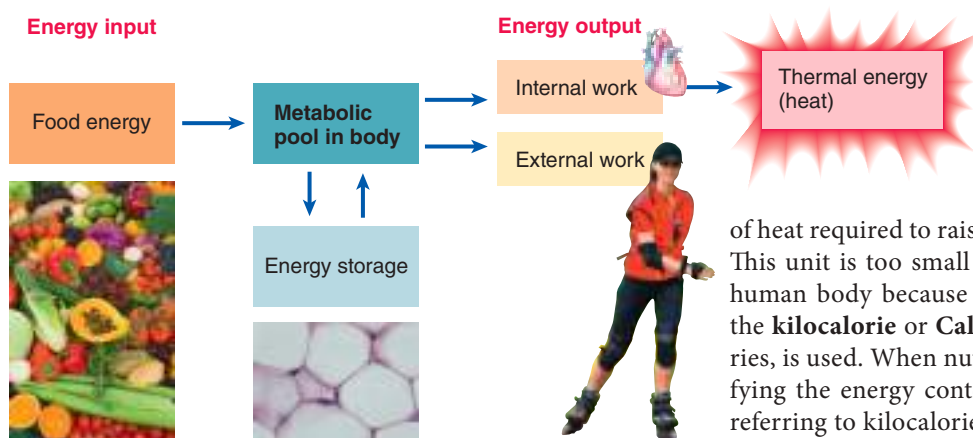 Energy input
Energy output
Food energy
Metabolic
pool in body
Internal work
Thermal energy
(heat)
External work
Energy storage
of heat required to rais
This unit is too small
human body because
the kilocalorie or Cal
ries, is used. When nu
fying the energy cont
referring to kilocalorie